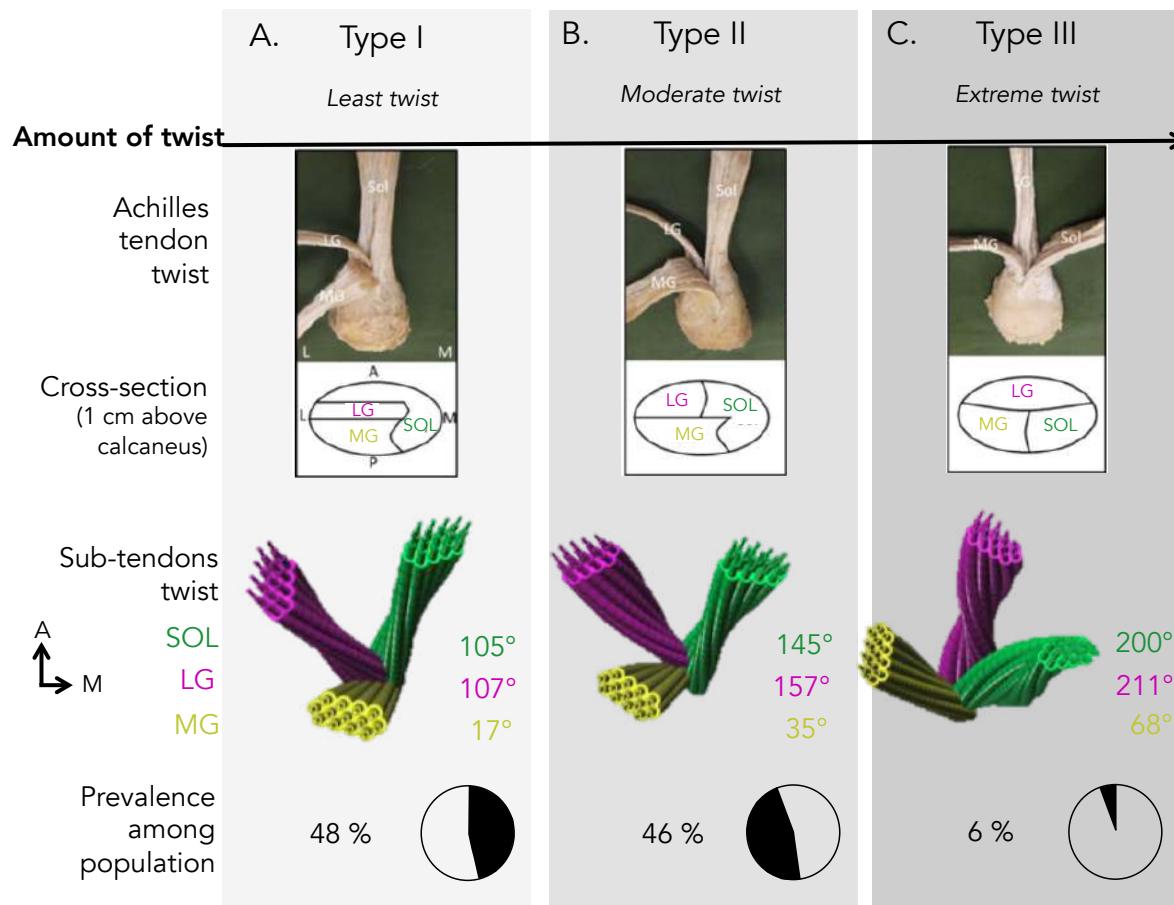 A. Type I
B. Type II
C. Type III
Least twist
Moderate twist
Extreme twist
Amount of twist
Achilles
tendon
twist
Sol
LG
MG
L
M
Sol
LG
MG
MG
Sol
Cross-section
(1 cm above
calcaneus)
A
L
LG
SOL
M
MG
P
LG
SOL
MG
LG
MG
SOL
Sub-tendons
twist
A
M
SOL
LG
MG
105°
107°
17°
145°
157°
35°
200°
211°
68°
Prevalence
among
population
48 %
46 %
6 %